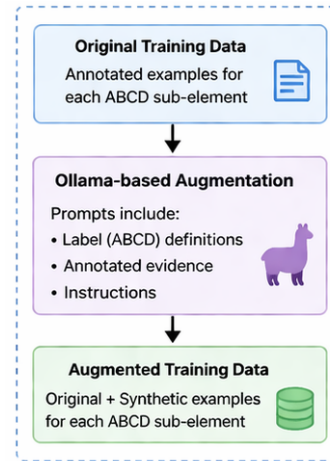 Original Training Data
Annotated examples for
each ABCD sub-element
Ollama-based Augmentation
Prompts include:
• Label (ABCD) definitions
• Annotated evidence
• Instructions
Augmented Training Data
Original + Synthetic examples
for each ABCD sub-element